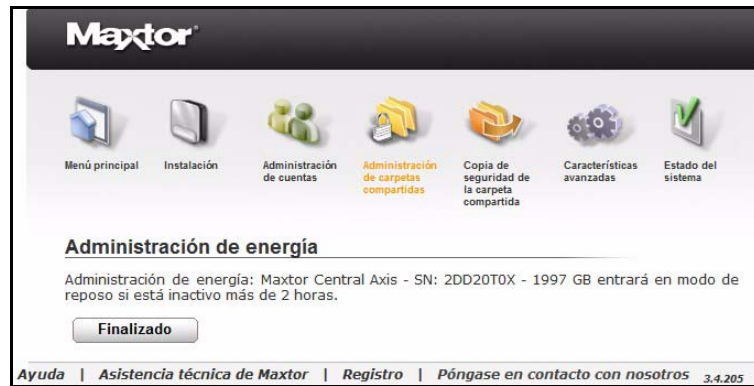 Maxtor
Menú principal
Instalación
Administración
de cuentas
Administración
de carpetas
compartidas
Copia de
seguridad de
la carpeta
compartida
Características
avanzadas
Estado del
sistema
Administración de energía
Administración de energía: Maxtor Central Axis - SN: 2DD20T0X - 1997 GB entrará en modo de
reposo si está inactivo más de 2 horas.
Finalizado
Ayuda | Asistencia técnica de Maxtor | Registro | Póngase en contacto con nosotros 3.4.205